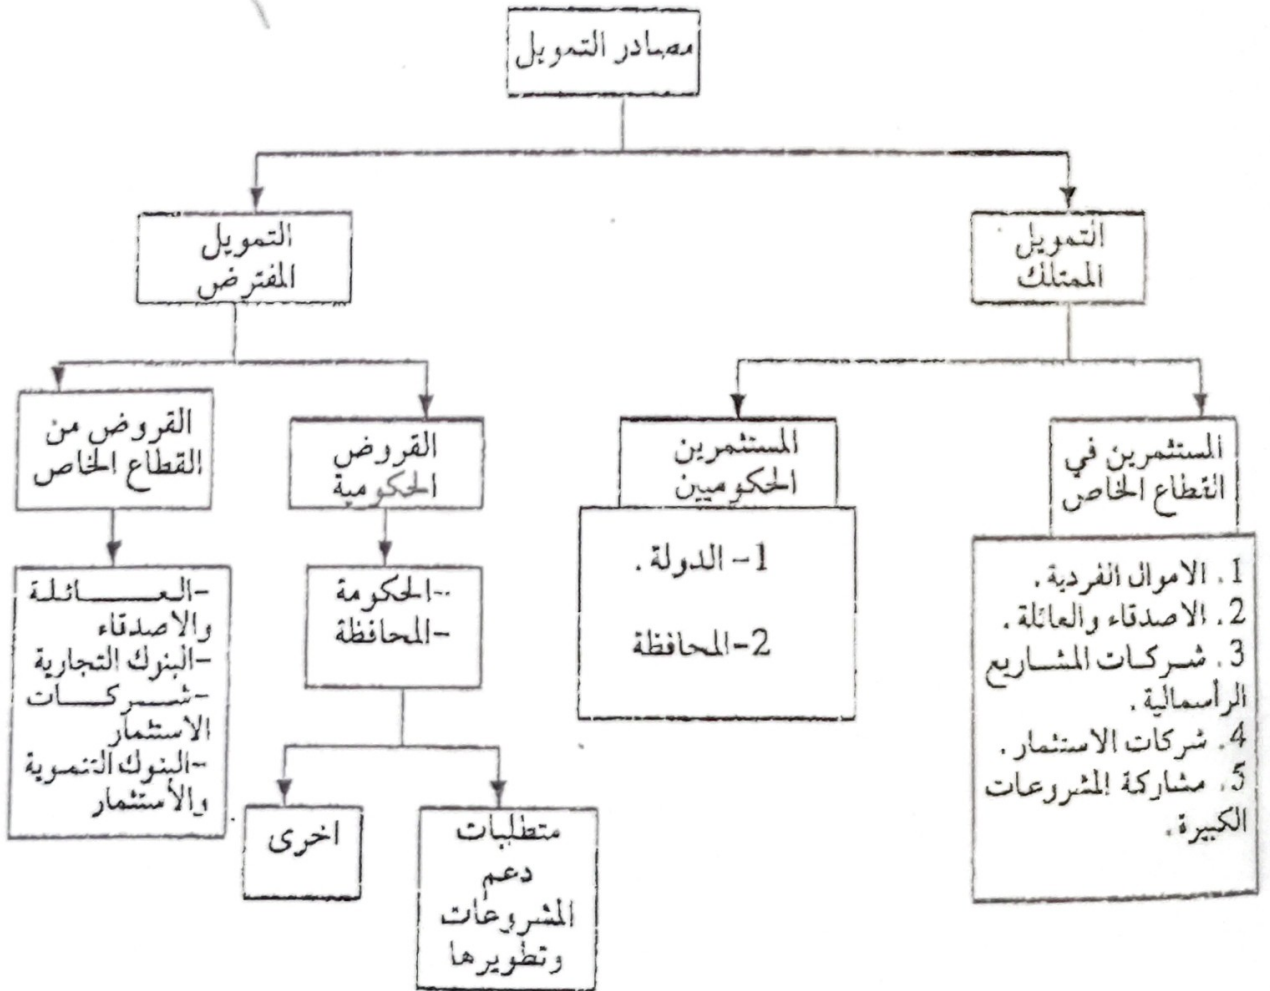 مصادر التمويل
التمويل
الممتلك
التمويل
المفترض
المستثمرين في
القطاع الخاص
1. الاموال الفردية.
2. الاصدقاء والعائلة.
3. شركات المشاريع
الرأسمالية.
4. شركات الاستثمار.
5. مشاركة المشروعات
الكبيرة.
المستثمرين
الحكوميين
1- الدولة.
2-المحافظة
القروض
الحكومية
-الحكومة
-المحافظة
متطلبات
دعم
المشروعات
وتطويرها
اخرى
القروض من
القطاع الخاص
-العائلة
والاصدقاء
-البنوك التجارية
-شركات
الاستثمار
-البنوك التنموية
والأستثمار